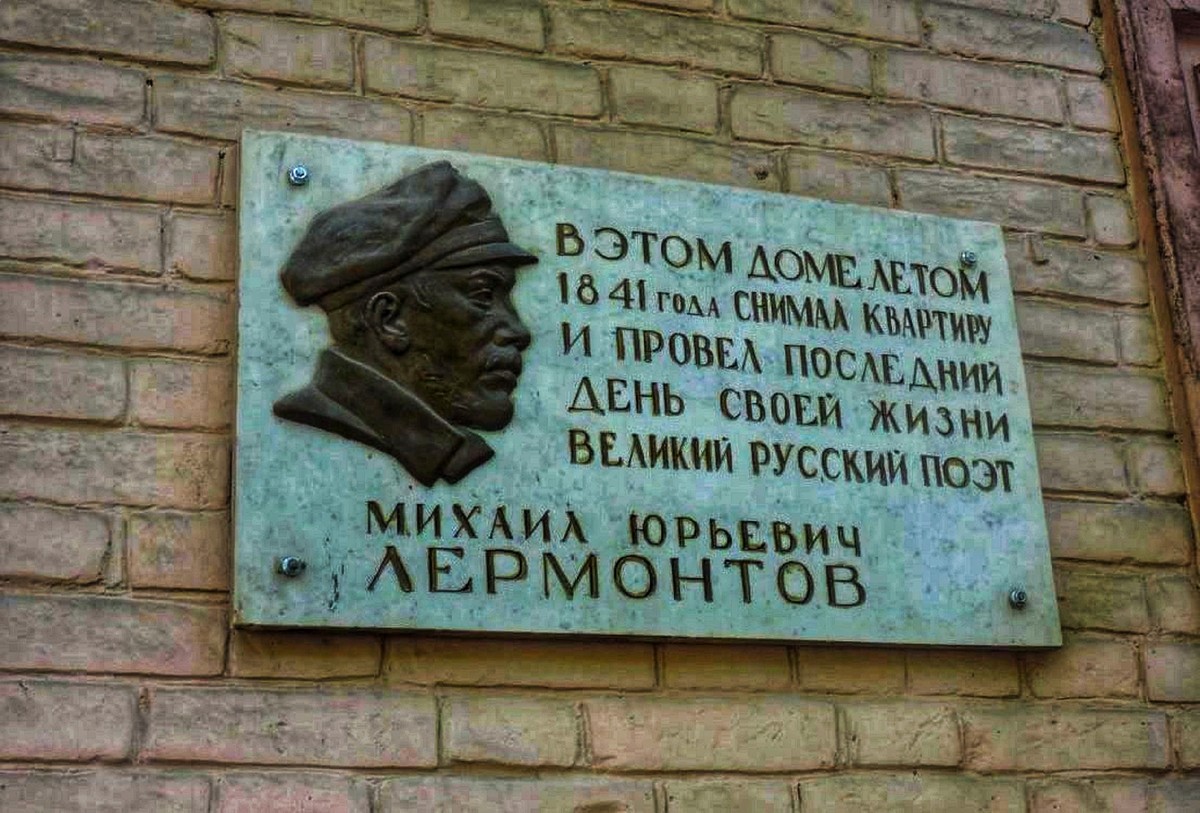 В ЭТОМ ДОМЕ ЛЕТОМ
1841 ГОДА СНИМАЛ КВАРТИРУ
И ПРОВЕЛ ПОСЛЕДНИЙ
ДЕНЬ СВОЕЙ ЖИЗНИ
ВЕЛИКИЙ РУССКИЙ ПОЭТ
МИХАИЛ ЮРЬЕВИЧ
ЛЕРМОНТОВ